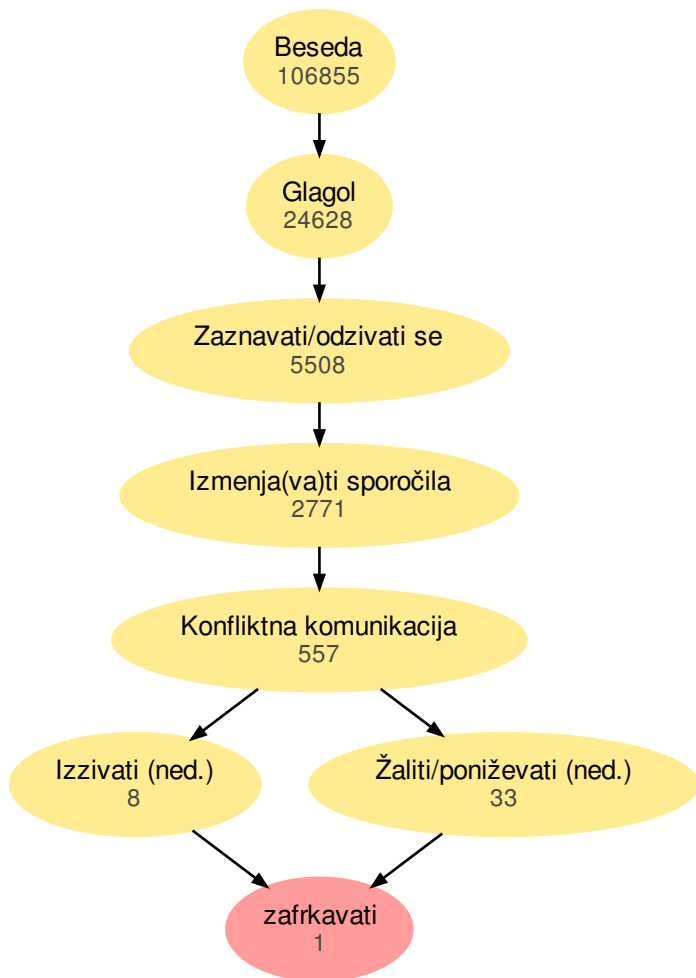 Beseda
106855
Glagol
24628
Zaznavati/odzivati se
5508
Izmenja(va)ti sporočila
2771
Konfliktna komunikacija
557
Izzivati (ned.)
8
Žaliti/poniževati (ned.)
33
zafrkavati
1